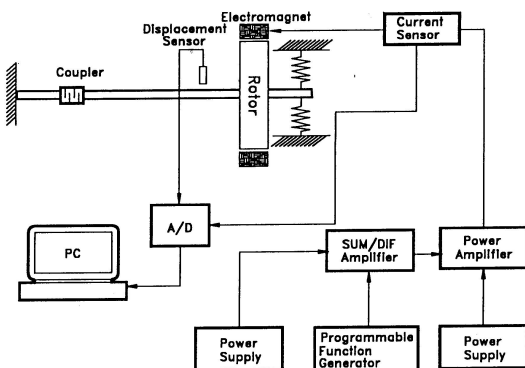 Electromagnet
Displacement
Sensor
Current
Sensor
Coupler
Rotor
A/D
PC
SUM/DIF
Amplifier
Power
Amplifier
Power
Supply
Programmable
Function
Generator
Power
Supply